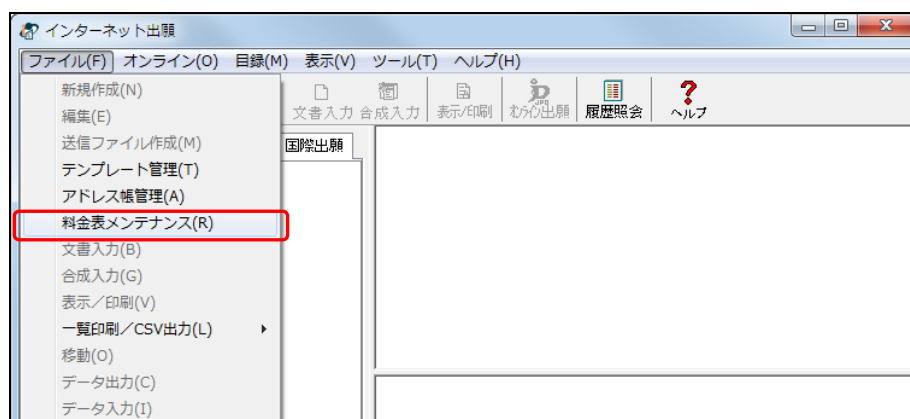 インターネット出願
ファイル(F) オンライン(O) 目録(M) 表示(V) ツール(T) ヘルプ(H)
文書入力 合成入力 表示/印刷 オンライン出願 履歴照会 ヘルプ
国際出願
新規作成(N)
編集(E)
送信ファイル作成(M)
テンプレート管理(T)
アドレス帳管理(A)
料金表メンテナンス(R)
文書入力(B)
合成入力(G)
表示／印刷(V)
一覧印刷／CSV出力(L)
移動(O)
データ出力(C)
データ入力(I)